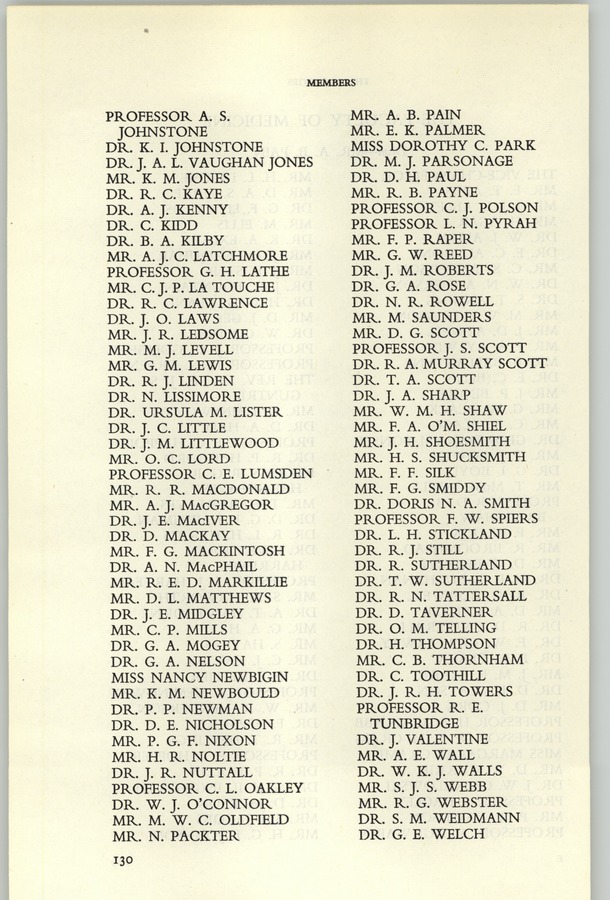 MEMBERS
PROFESSOR A. S.
JOHNSTONE
DR. K. I. JOHNSTONE
DR. J. A. L. VAUGHAN JONES
MR. K. M. JONES
DR. R. C. KAYE
DR. A. J. KENNY
DR. C. KIDD
DR. B. A. KILBY
MR. A. J. C. LATCHMORE
PROFESSOR G. H. LATHE
MR. C. J. P. LA TOUCHE
DR. R. C. LAWRENCE
DR. J. O. LAWS
MR. J. R. LEDSOME
MR. M. J. LEVELL
MR. G. M. LEWIS
DR. R. J. LINDEN
DR. N. LISSIMORE
DR. URSULA M. LISTER
DR. J. C. LITTLE
DR. J. M. LITTLEWOOD
MR. O. C. LORD
PROFESSOR C. E. LUMSDEN
MR. R. R. MACDONALD
MR. A. J. MacGREGOR
DR. J. E. MacIVER
DR. D. MACKAY
MR. F. G. MACKINTOSH
DR. A. N. MacPHAIL
MR. R. E. D. MARKILLIE
MR. D. L. MATTHEWS
DR. J. E. MIDGLEY
MR. C. P. MILLS
DR. G. A. MOGEY
DR. G. A. NELSON
MISS NANCY NEWBIGIN
MR. K. M. NEWBOULD
DR. P. P. NEWMAN
DR. D. E. NICHOLSON
MR. P. G. F. NIXON
MR. H. R. NOLTIE
DR. J. R. NUTTALL
PROFESSOR C. L. OAKLEY
DR. W. J. O'CONNOR
MR. M. W. C. OLDFIELD
MR. N. PACKTER
MR. A. B. PAIN
MR. E. K. PALMER
MISS DOROTHY C. PARK
DR. M. J. PARSONAGE
DR. D. H. PAUL
MR. R. B. PAYNE
PROFESSOR C. J. POLSON
PROFESSOR L. N. PYRAH
MR. F. P. RAPER
MR. G. W. REED
DR. J. M. ROBERTS
DR. G. A. ROSE
DR. N. R. ROWELL
MR. M. SAUNDERS
MR. D. G. SCOTT
PROFESSOR J. S. SCOTT
DR. R. A. MURRAY SCOTT
DR. T. A. SCOTT
DR. J. A. SHARP
MR. W. M. H. SHAW
MR. F. A. O'M. SHIEL
MR. J. H. SHOESMITH
MR. H. S. SHUCKSMITH
MR. F. F. SILK
MR. F. G. SMIDDY
DR. DORIS N. A. SMITH
PROFESSOR F. W. SPIERS
DR. L. H. STICKLAND
DR. R. J. STILL
DR. R. SUTHERLAND
DR. T. W. SUTHERLAND
DR. R. N. TATTERSALL
DR. D. TAVERNER
DR. O. M. TELLING
DR. H. THOMPSON
MR. C. B. THORNHAM
DR. C. TOOTHILL
DR. J. R. H. TOWERS
PROFESSOR R. E.
TUNBRIDGE
DR. J. VALENTINE
MR. A. E. WALL
DR. W. K. J. WALLS
MR. S. J. S. WEBB
MR. R. G. WEBSTER
DR. S. M. WEIDMANN
DR. G. E. WELCH
130